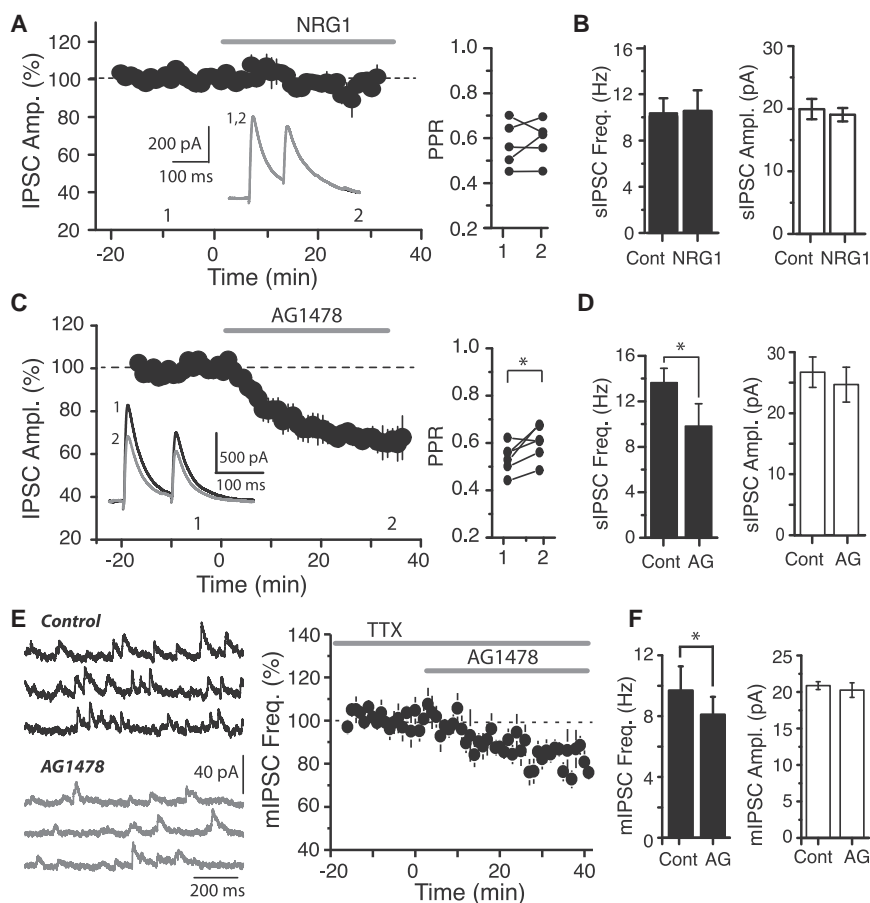 A
NRG1
IPSC Amp. (%)
120
100
80
60
40
20
1,2
200 pA
100 ms
1
2
-20
0
20
40
Time (min)
PPR
1.0
0.8
0.6
0.4
0.2
1
2
B
sIPSC Freq. (Hz)
16
12
8
4
0
Cont NRG1
sIPSC Ampl. (pA)
30
20
10
0
Cont NRG1
C
AG1478
IPSC Ampl. (%)
120
100
80
60
40
20
1
2
500 pA
100 ms
1
2
-20
0
20
40
Time (min)
PPR
1.0
0.8
0.6
0.4
0.2
*
1
2
D
sIPSC Freq. (Hz)
16
12
8
4
0
*
Cont AG
sIPSC Ampl. (pA)
30
25
20
15
10
5
0
Cont AG
E
Control
AG1478
40 pA
200 ms
TTX
AG1478
mIPSC Freq. (%)
140
120
100
80
60
40
-20
-10
0
10
20
30
40
Time (min)
F
mIPSC Freq. (Hz)
12
8
4
0
*
Cont AG
mIPSC Ampl. (pA)
25
20
15
10
5
0
Cont AG